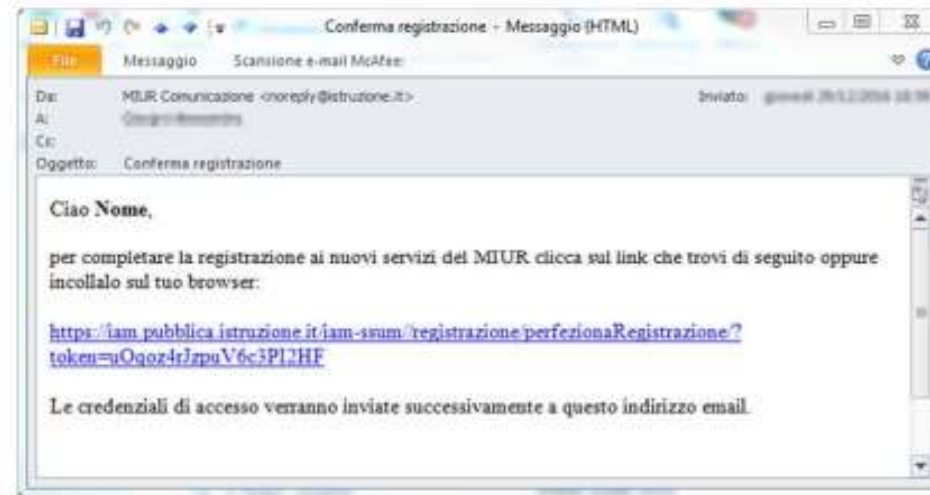 Conferma registrazione - Messaggio (HTML)
File Messaggio Scansione e-mail McAfee
Da: MIUR Comunicazione <noreply@istruzione.it> Inviato:
A:
Cc:
Oggetto: Conferma registrazione
Ciao Nome,
per completare la registrazione ai nuovi servizi del MIUR clicca sul link che trovi di seguito oppure
incollalo sul tuo browser:
https://iam.pubblica.istruzione.it/iam-ssum//registrazione/perfezionaRegistrazione/?
token=uOqoz4rJzpuV6c3PI2HF
Le credenziali di accesso verranno inviate successivamente a questo indirizzo email.